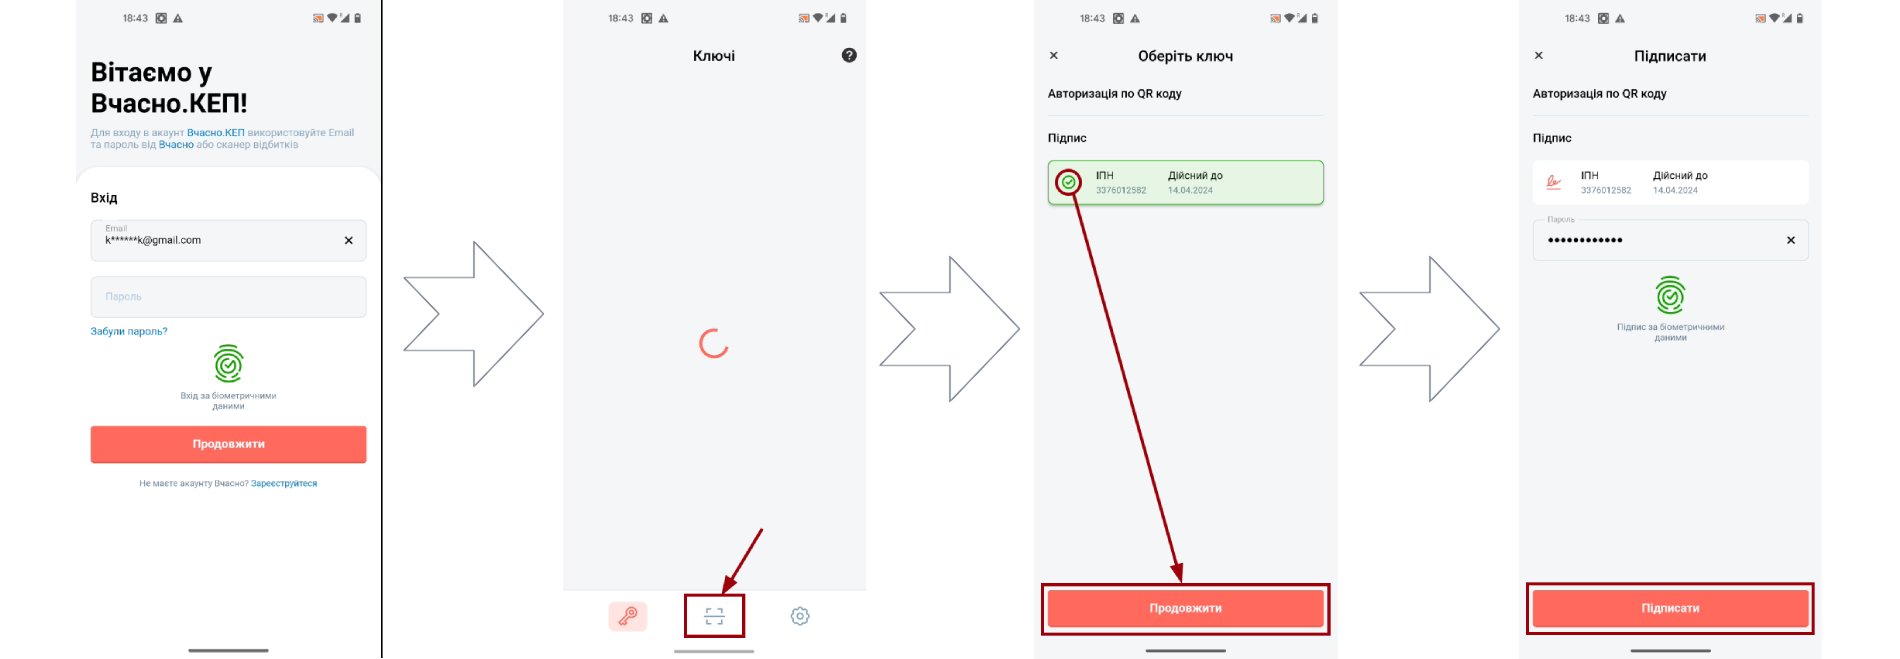 18:43
Вітаємо у
Вчасно.КЕП!
Для входу в акаунт Вчасно.КЕП використовуйте Email
та пароль від Вчасно або сканер відбитків
Вхід
Email
k******k@gmail.com
Пароль
Забули пароль?
Вхід за біометричними
даними
Продовжити
Не маєте акаунту Вчасно? Зареєструйтеся
18:43
Ключі
18:43
Оберіть ключ
Авторизація по QR коду
Підпис
ІПН Дійсний до
3376012582 14.04.2024
Продовжити
18:43
Підписати
Авторизація по QR коду
Підпис
ІПН Дійсний до
3376012582 14.04.2024
Пароль
••••••••••••
Підпис за біометричними
даними
Підписати